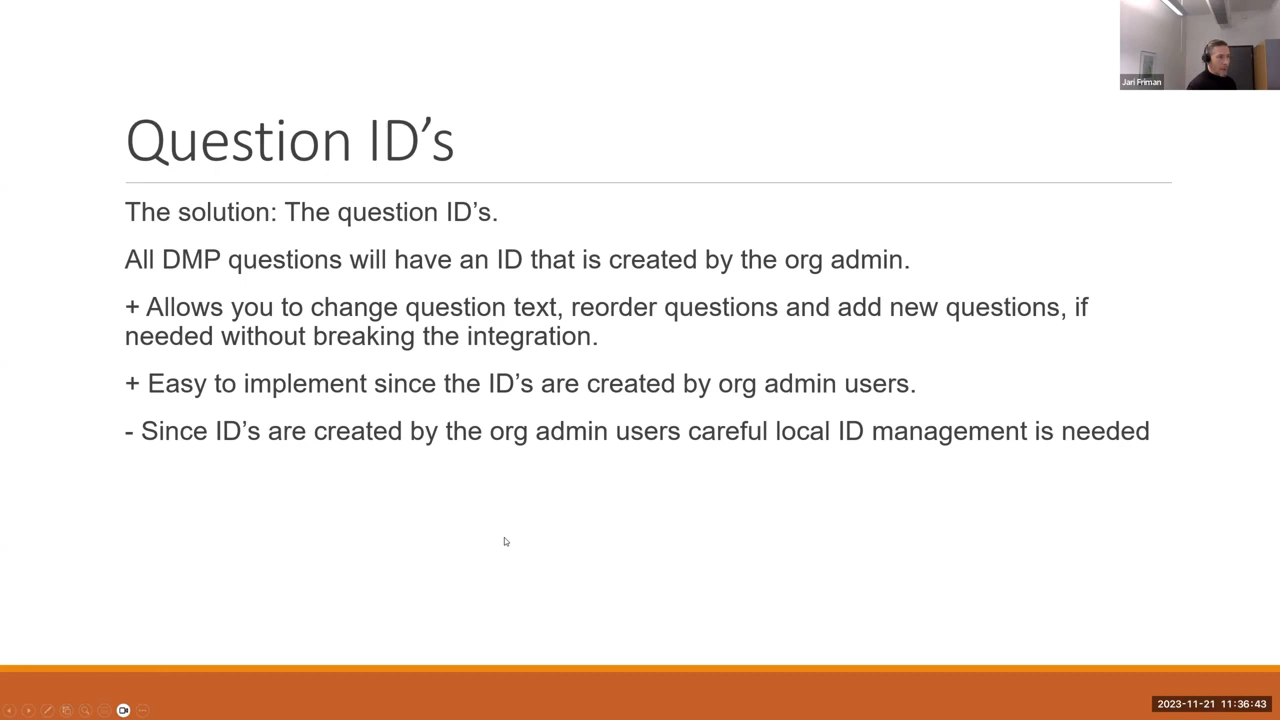 Jari Friman
Question ID’s
The solution: The question ID’s.
All DMP questions will have an ID that is created by the org admin.
+ Allows you to change question text, reorder questions and add new questions, if
needed without breaking the integration.
+ Easy to implement since the ID’s are created by org admin users.
- Since ID’s are created by the org admin users careful local ID management is needed
2023-11-21 11:36:43